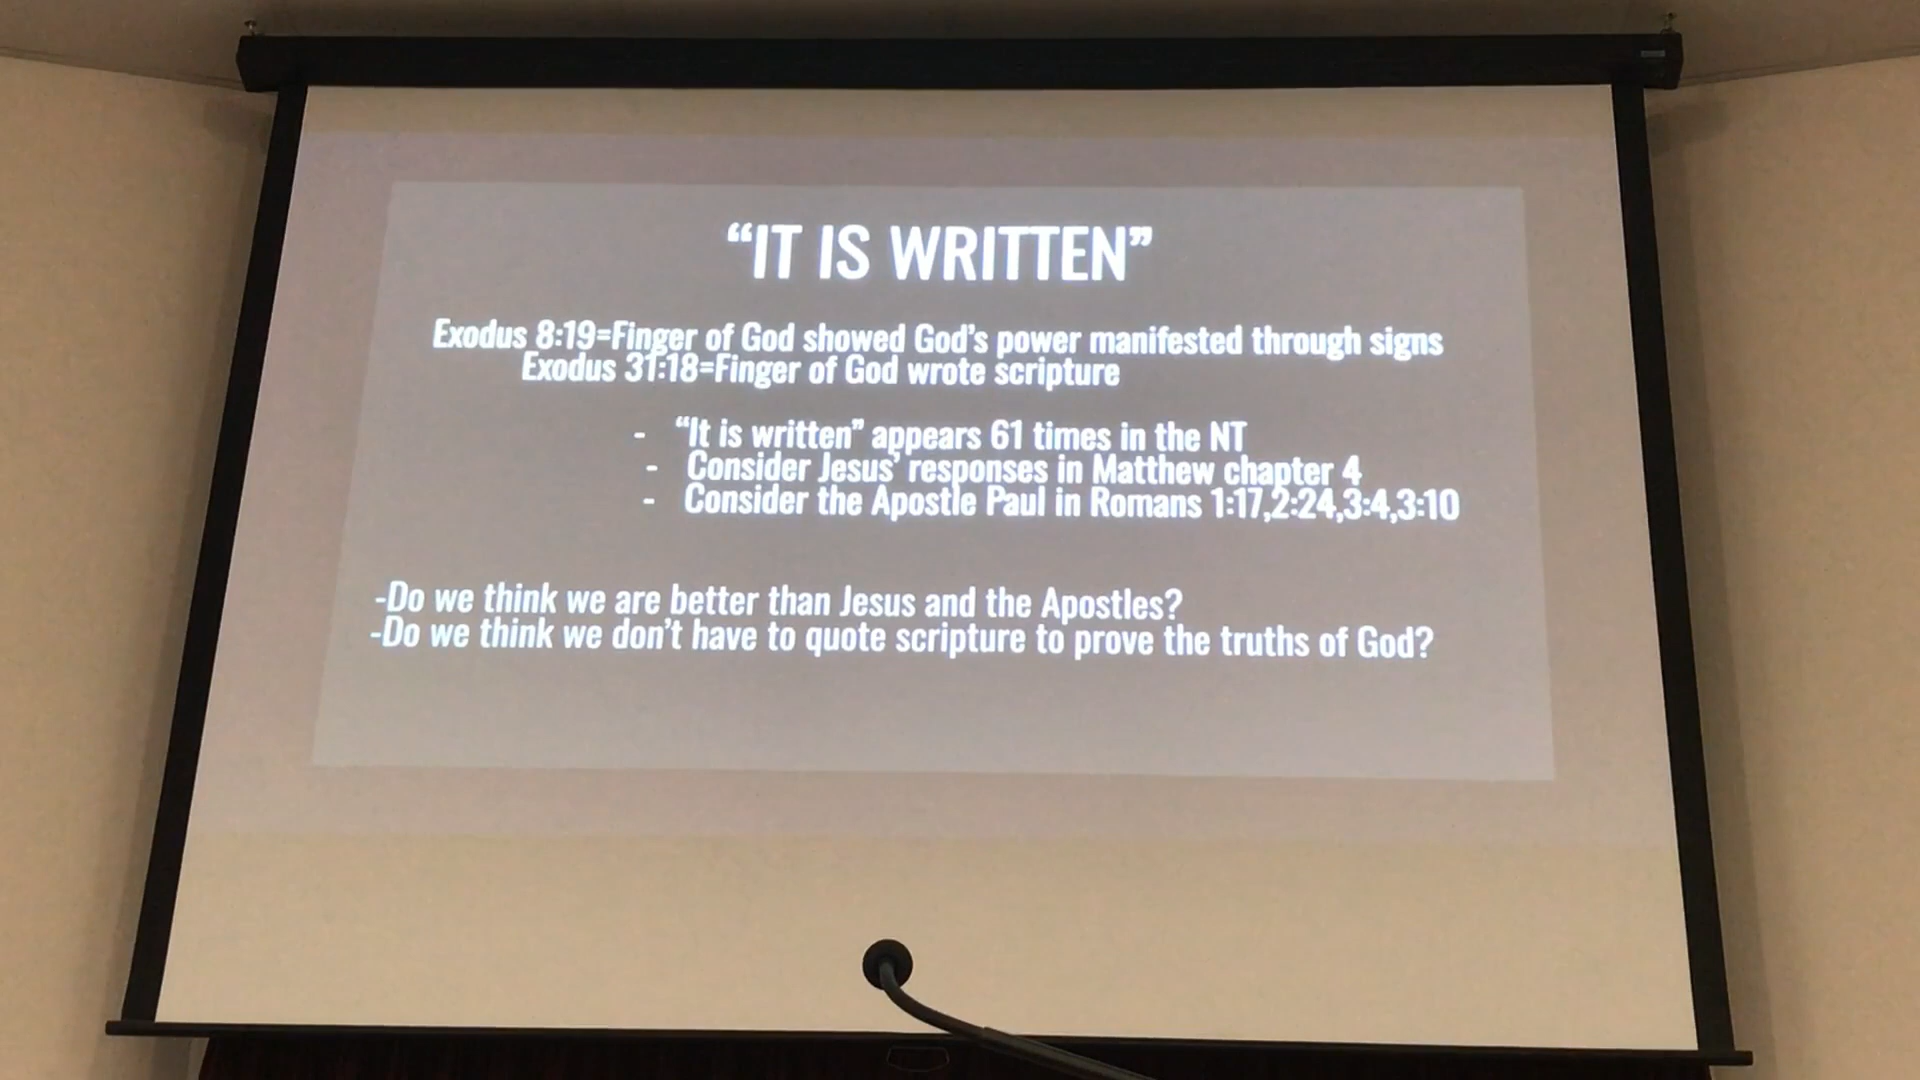 “IT IS WRITTEN”
Exodus 8:19=Finger of God showed God’s power manifested through signs
Exodus 31:18=Finger of God wrote scripture
- “It is written” appears 61 times in the NT
- Consider Jesus’ responses in Matthew chapter 4
- Consider the Apostle Paul in Romans 1:17,2:24,3:4,3:10
-Do we think we are better than Jesus and the Apostles?
-Do we think we don’t have to quote scripture to prove the truths of God?